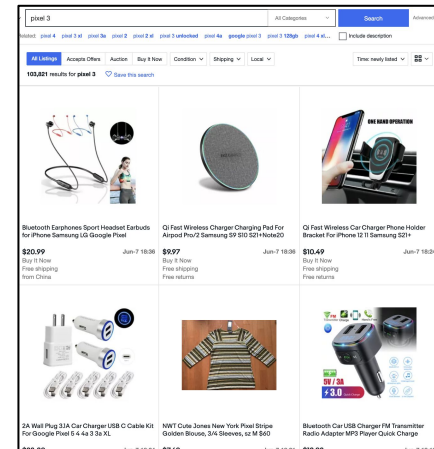 pixel 3 All Categories Search Advanced
Related: pixel 4 pixel 3 xl pixel 3a pixel 2 pixel 2 xl pixel 3 unlocked pixel 4a google pixel 3 pixel 3 128gb pixel 4 xl... Include description
All Listings Accepts Offers Auction Buy It Now Condition Shipping Local Time: newly listed
103,821 results for pixel 3 Save this search
ONE HAND OPERATION
Bluetooth Earphones Sport Headset Earbuds
for iPhone Samsung LG Google Pixel
$20.99 Jun-7 18:36
Buy It Now
Free shipping
from China
Qi Fast Wireless Charger Charging Pad For
Airpod Pro/2 Samsung S9 S10 S21+Note20
$9.97 Jun-7 18:36
Buy It Now
Free shipping
Free returns
Qi Fast Wireless Car Charger Phone Holder
Bracket For iPhone 12 11 Samsung S21+
$10.49
Buy It Now
Free shipping
Free returns
5V / 3A
3.0
2A Wall Plug 3JA Car Charger USB C Cable Kit
For Google Pixel 5 4 4a 3 3a XL
NWT Cute Jones New York Pixel Stripe
Golden Blouse, 3/4 Sleeves, sz M $60
Bluetooth Car USB Charger FM Transmitter
Radio Adapter MP3 Player Quick Charge